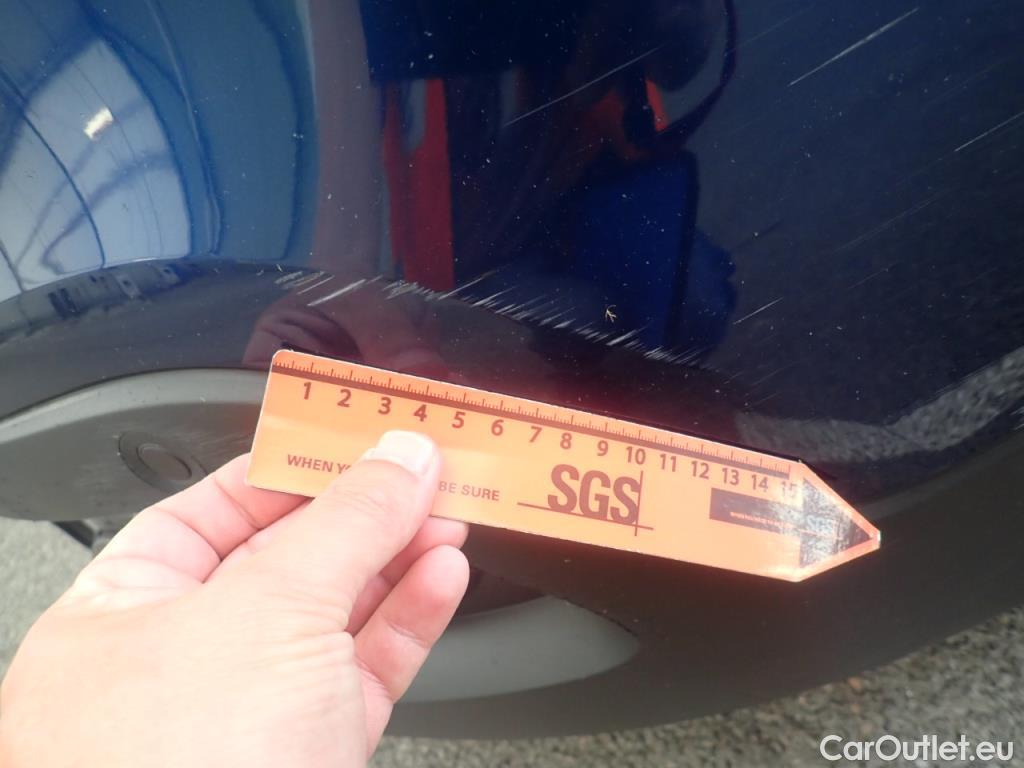 1 2 3 4 5 6 7 8 9 10 11 12 13 14 15
WHEN
BE SURE
SGS
SGS
CarOutlet.eu